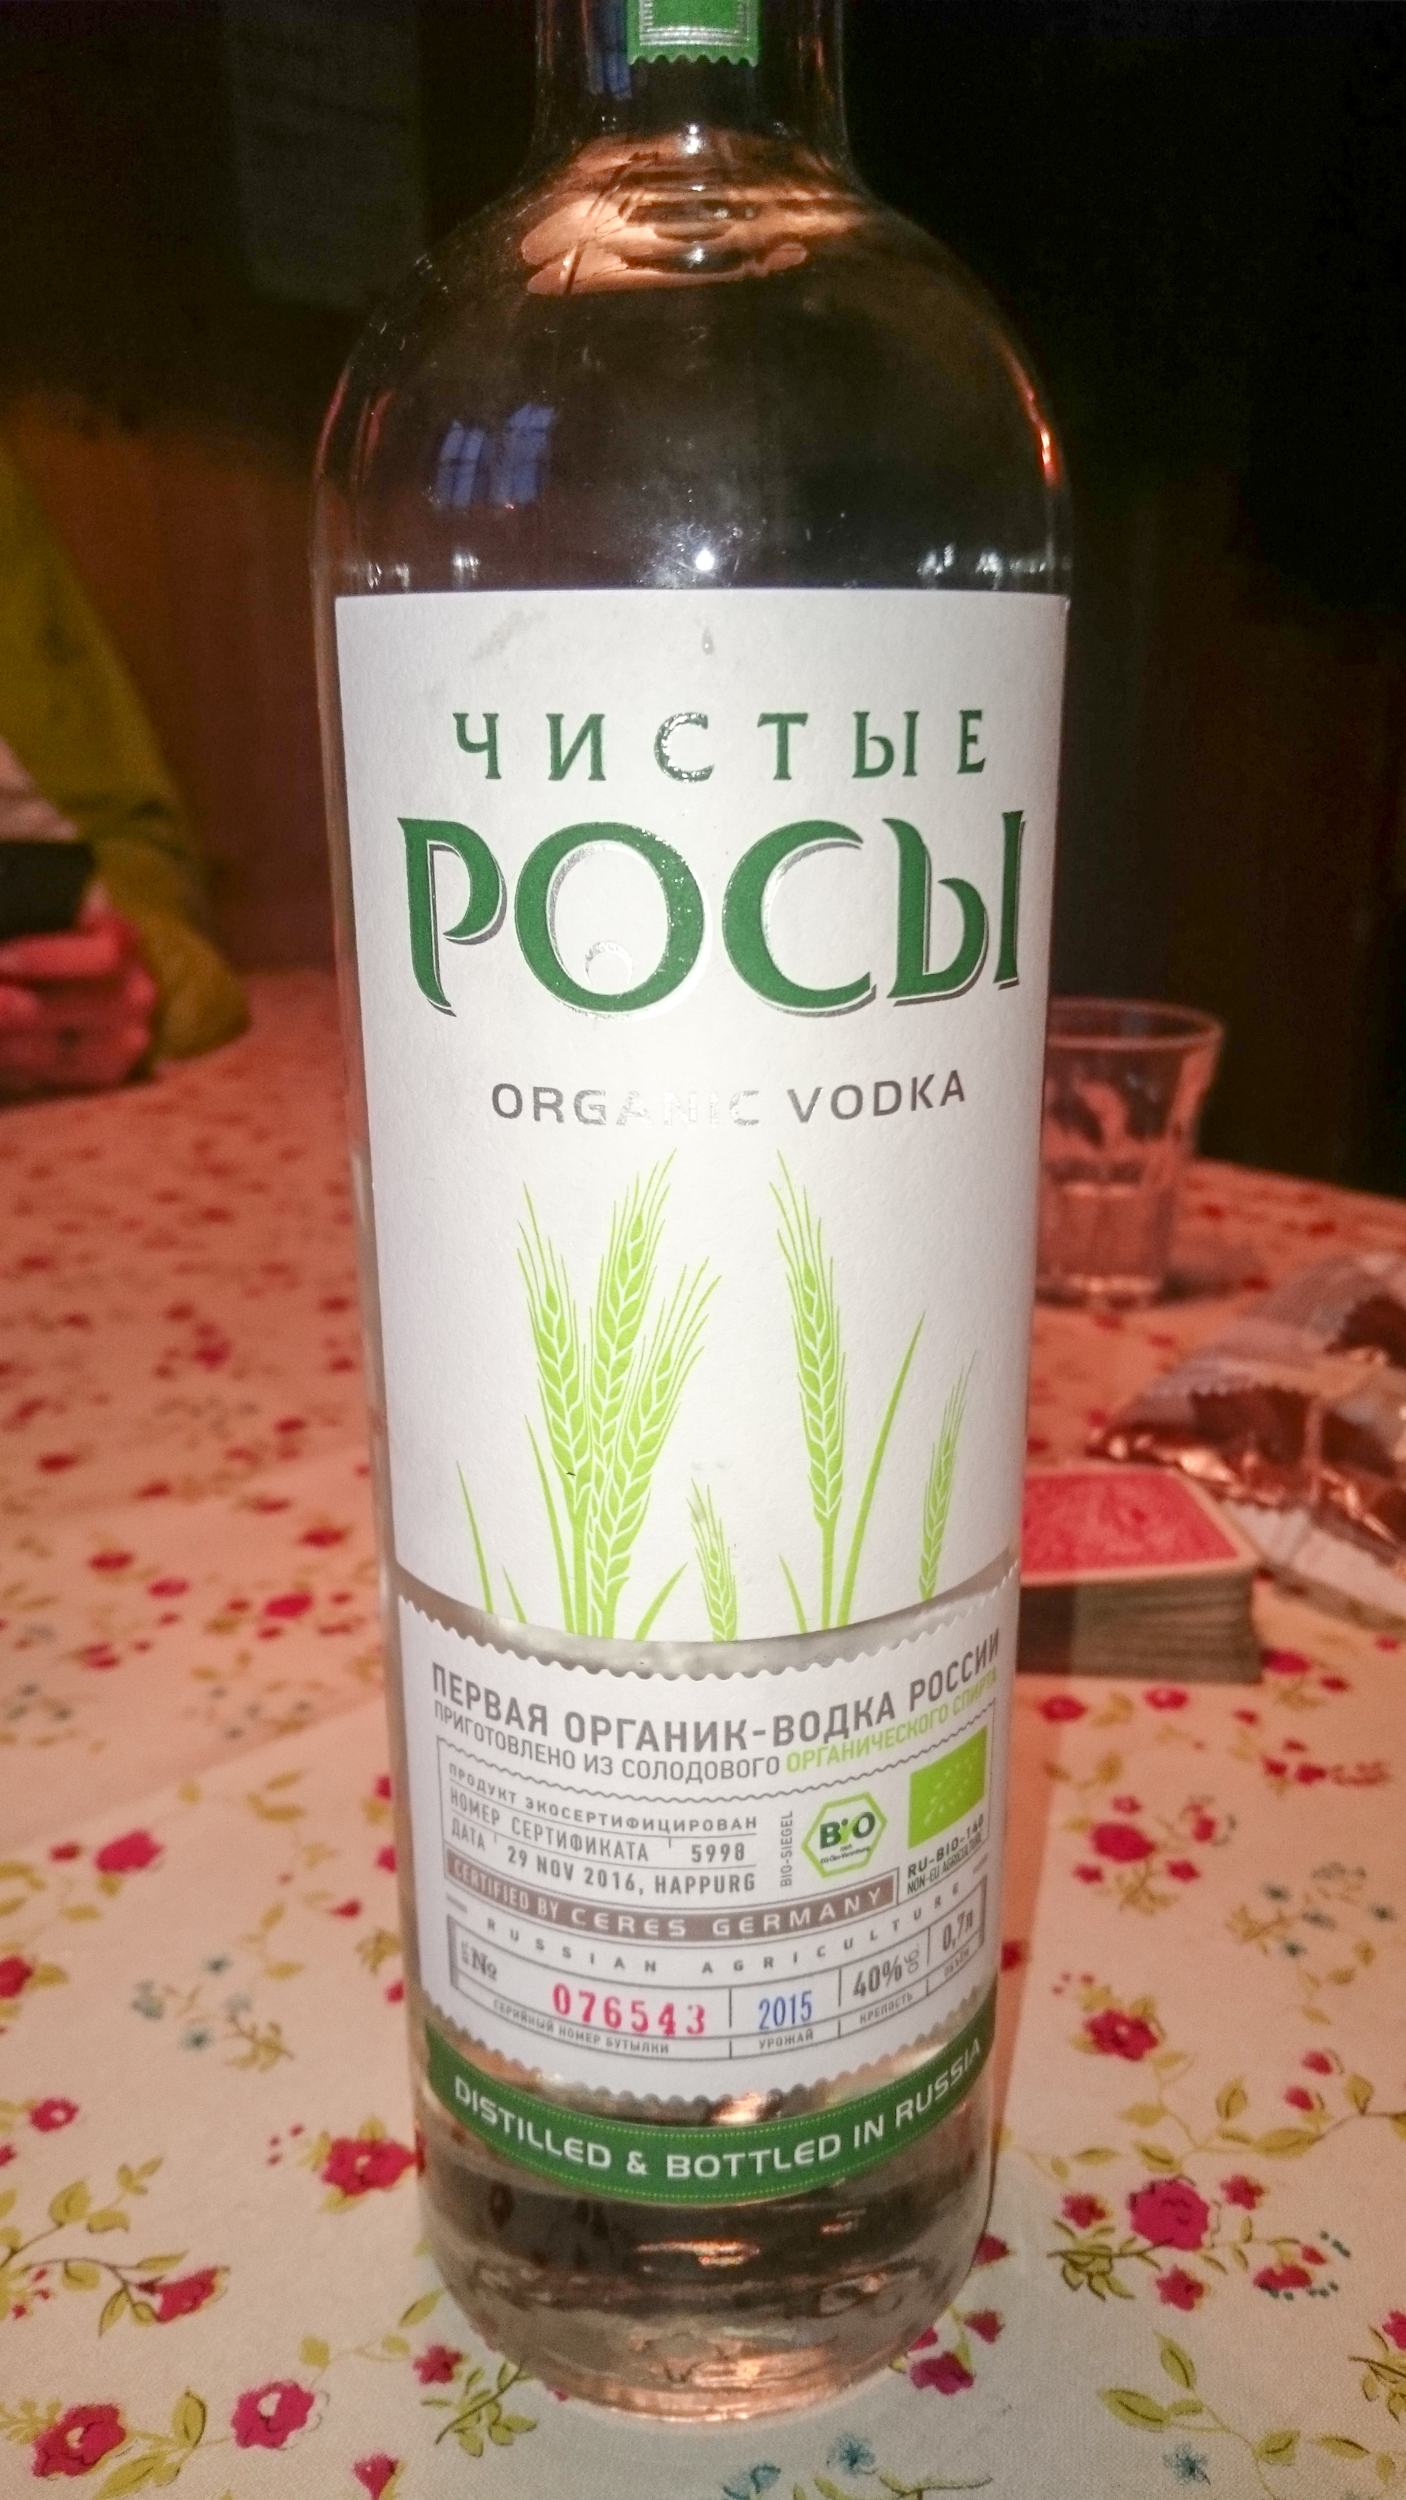 ЧИСТЫЕ
РОСЫ
ORGANIC VODKA
ПЕРВАЯ ОРГАНИК-ВОДКА РОССИИ
ПРИГОТОВЛЕНО ИЗ СОЛОДОВОГО ОРГАНИЧЕСКОГО СПИРТА
ПРОДУКТ ЭКОСЕРТИФИЦИРОВАН
НОМЕР СЕРТИФИКАТА 5998
ДАТА 29 NOV 2016, HAPPURG
BIO-SIEGEL
BiO
RU-BIO-140
NON-EU AGRICULTURE
CERTIFIED BY CERES GERMANY
RUSSIAN AGRICULTURE
№ 076543 2015 40% об. 0,7л
СЕРИЙНЫЙ НОМЕР БУТЫЛКИ УРОЖАЙ КРЕПОСТЬ ОБЪЁМ
DISTILLED & BOTTLED IN RUSSIA